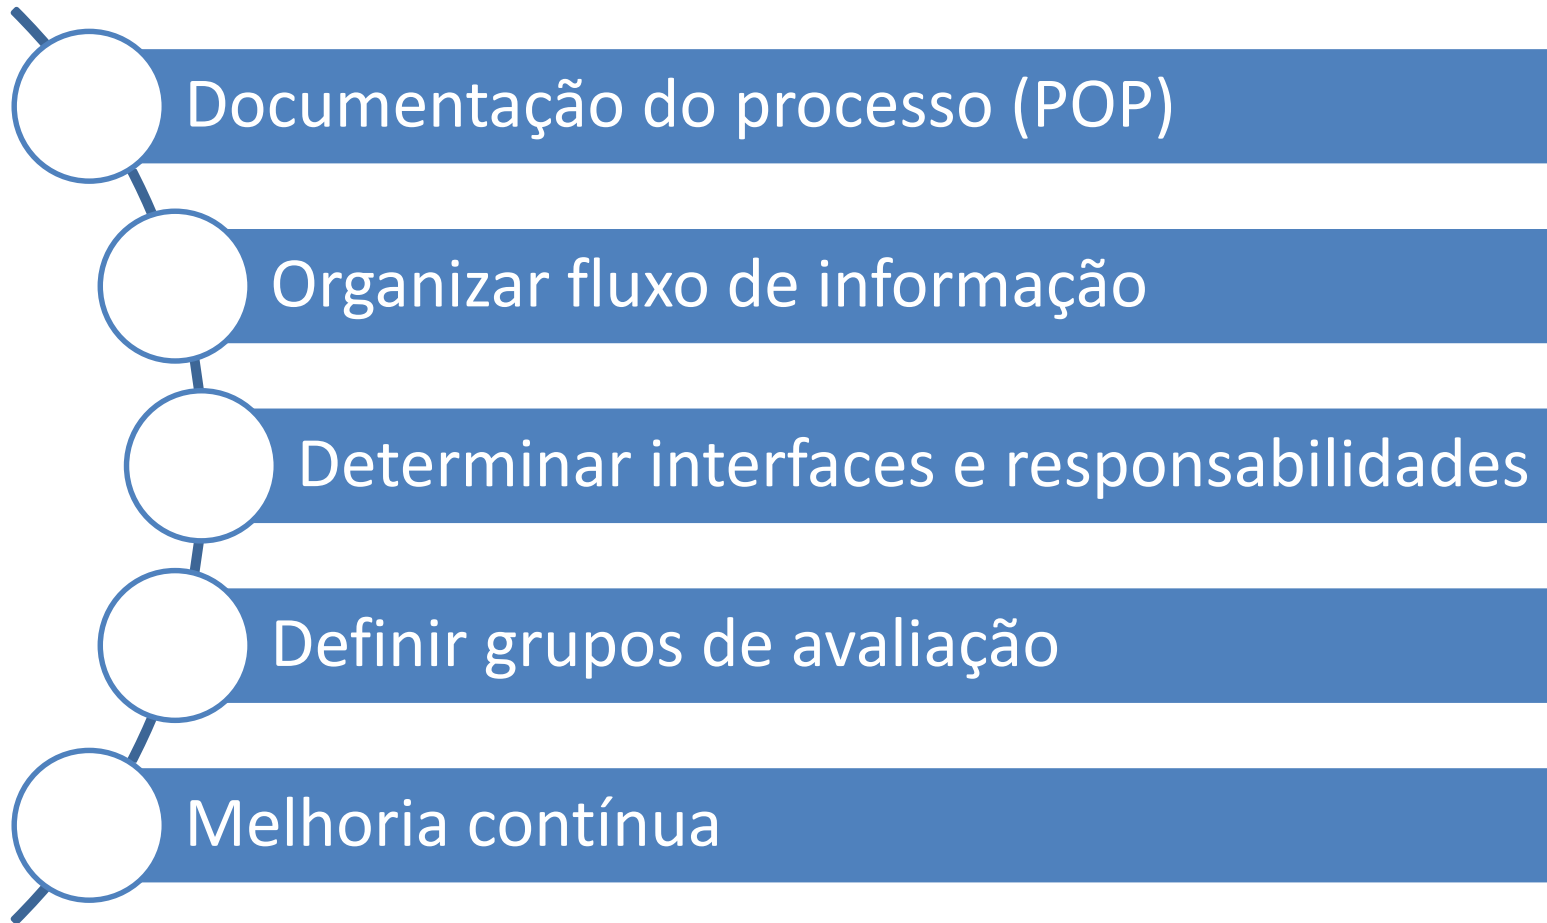 Documentação do processo (POP)
Organizar fluxo de informação
Determinar interfaces e responsabilidades
Definir grupos de avaliação
Melhoria contínua